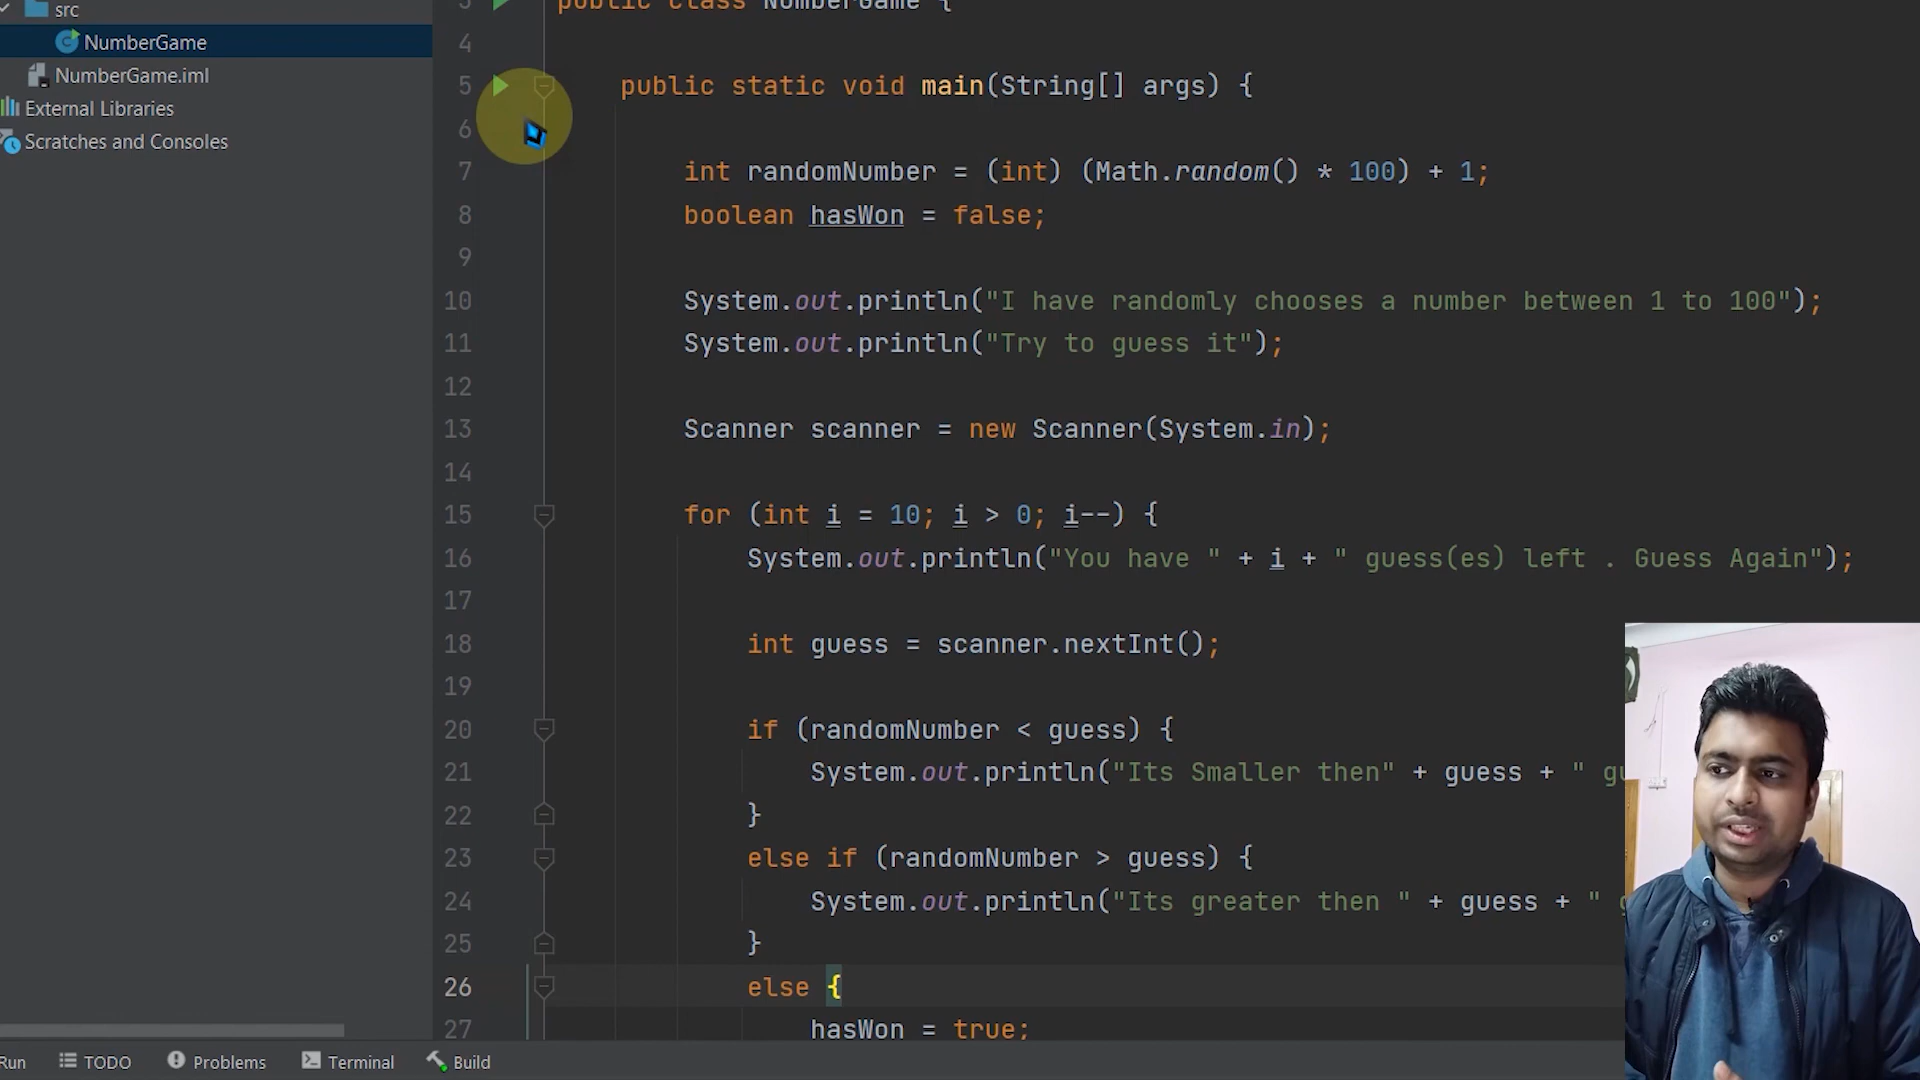 src
NumberGame
NumberGame.iml
External Libraries
Scratches and Consoles
3 public class NumberGame {
4
5 public static void main(String[] args) {
6
7 int randomNumber = (int) (Math.random() * 100) + 1;
8 boolean hasWon = false;
9
10 System.out.println("I have randomly chooses a number between 1 to 100");
11 System.out.println("Try to guess it");
12
13 Scanner scanner = new Scanner(System.in);
14
15 for (int i = 10; i > 0; i--) {
16 System.out.println("You have " + i + " guess(es) left . Guess Again");
17
18 int guess = scanner.nextInt();
19
20 if (randomNumber < guess) {
21 System.out.println("Its Smaller then" + guess + "
22 }
23 else if (randomNumber > guess) {
24 System.out.println("Its greater then " + guess + "
25 }
26 else {
27 hasWon = true;
Run TODO Problems Terminal Build